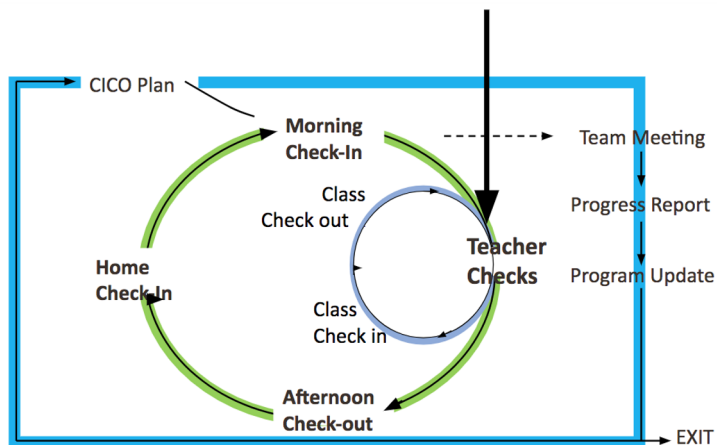 CICO Plan
Morning
Check-In
Team Meeting
Class
Check out
Progress Report
Teacher
Checks
Home
Check-In
Program Update
Class
Check in
Afternoon
Check-out
EXIT